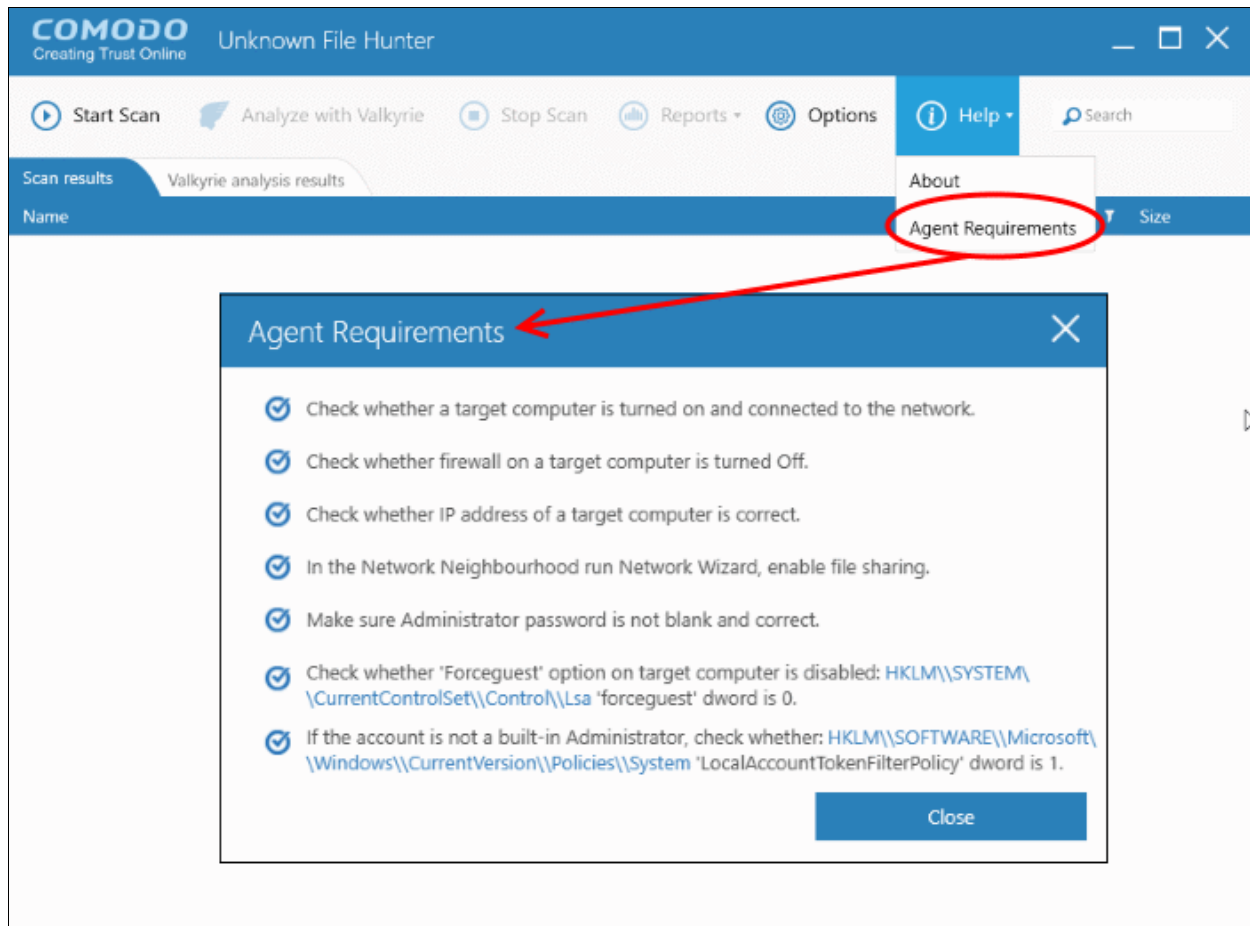 COMODO
Creating Trust Online
Unknown File Hunter
Start Scan
Analyze with Valkyrie
Stop Scan
Reports
Options
Help
Search
Scan results
Valkyrie analysis results
About
Name
Agent Requirements
Size
Agent Requirements
Check whether a target computer is turned on and connected to the network.
Check whether firewall on a target computer is turned Off.
Check whether IP address of a target computer is correct.
In the Network Neighbourhood run Network Wizard, enable file sharing.
Make sure Administrator password is not blank and correct.
Check whether 'Forceguest' option on target computer is disabled: HKLM\\SYSTEM\
\CurrentControlSet\\Control\\Lsa 'forceguest' dword is 0.
If the account is not a built-in Administrator, check whether: HKLM\\SOFTWARE\\Microsoft\
\Windows\\CurrentVersion\\Policies\\System 'LocalAccountTokenFilterPolicy' dword is 1.
Close